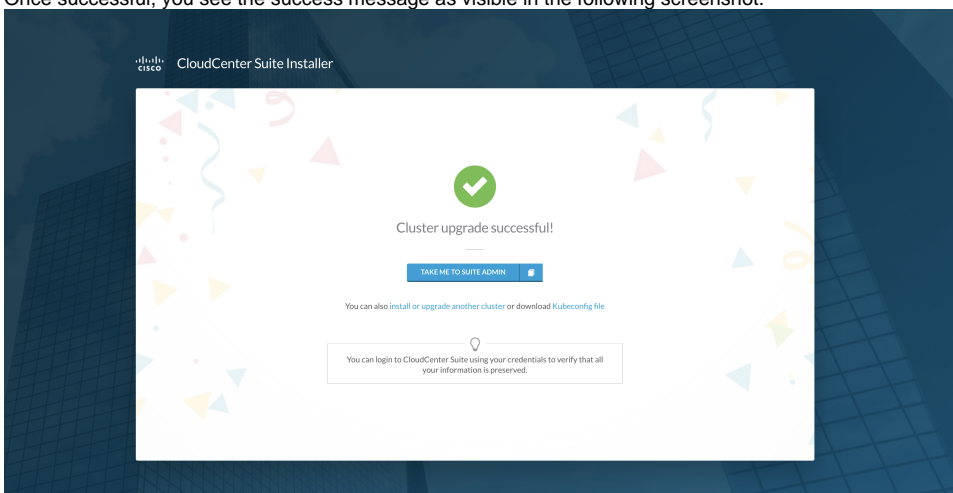 Once successful, you see the success message as visible in the following screenshot.
CISCO
CloudCenter Suite Installer
Cluster upgrade successful!
TAKE ME TO SUITE ADMIN
You can also install or upgrade another cluster or download Kubeconfig file
You can login to CloudCenter Suite using your credentials to verify that all
your information is preserved.